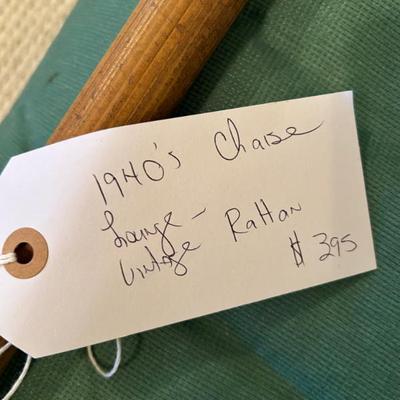 1940's Chaise
Lounge -
Vintage Rattan
$395